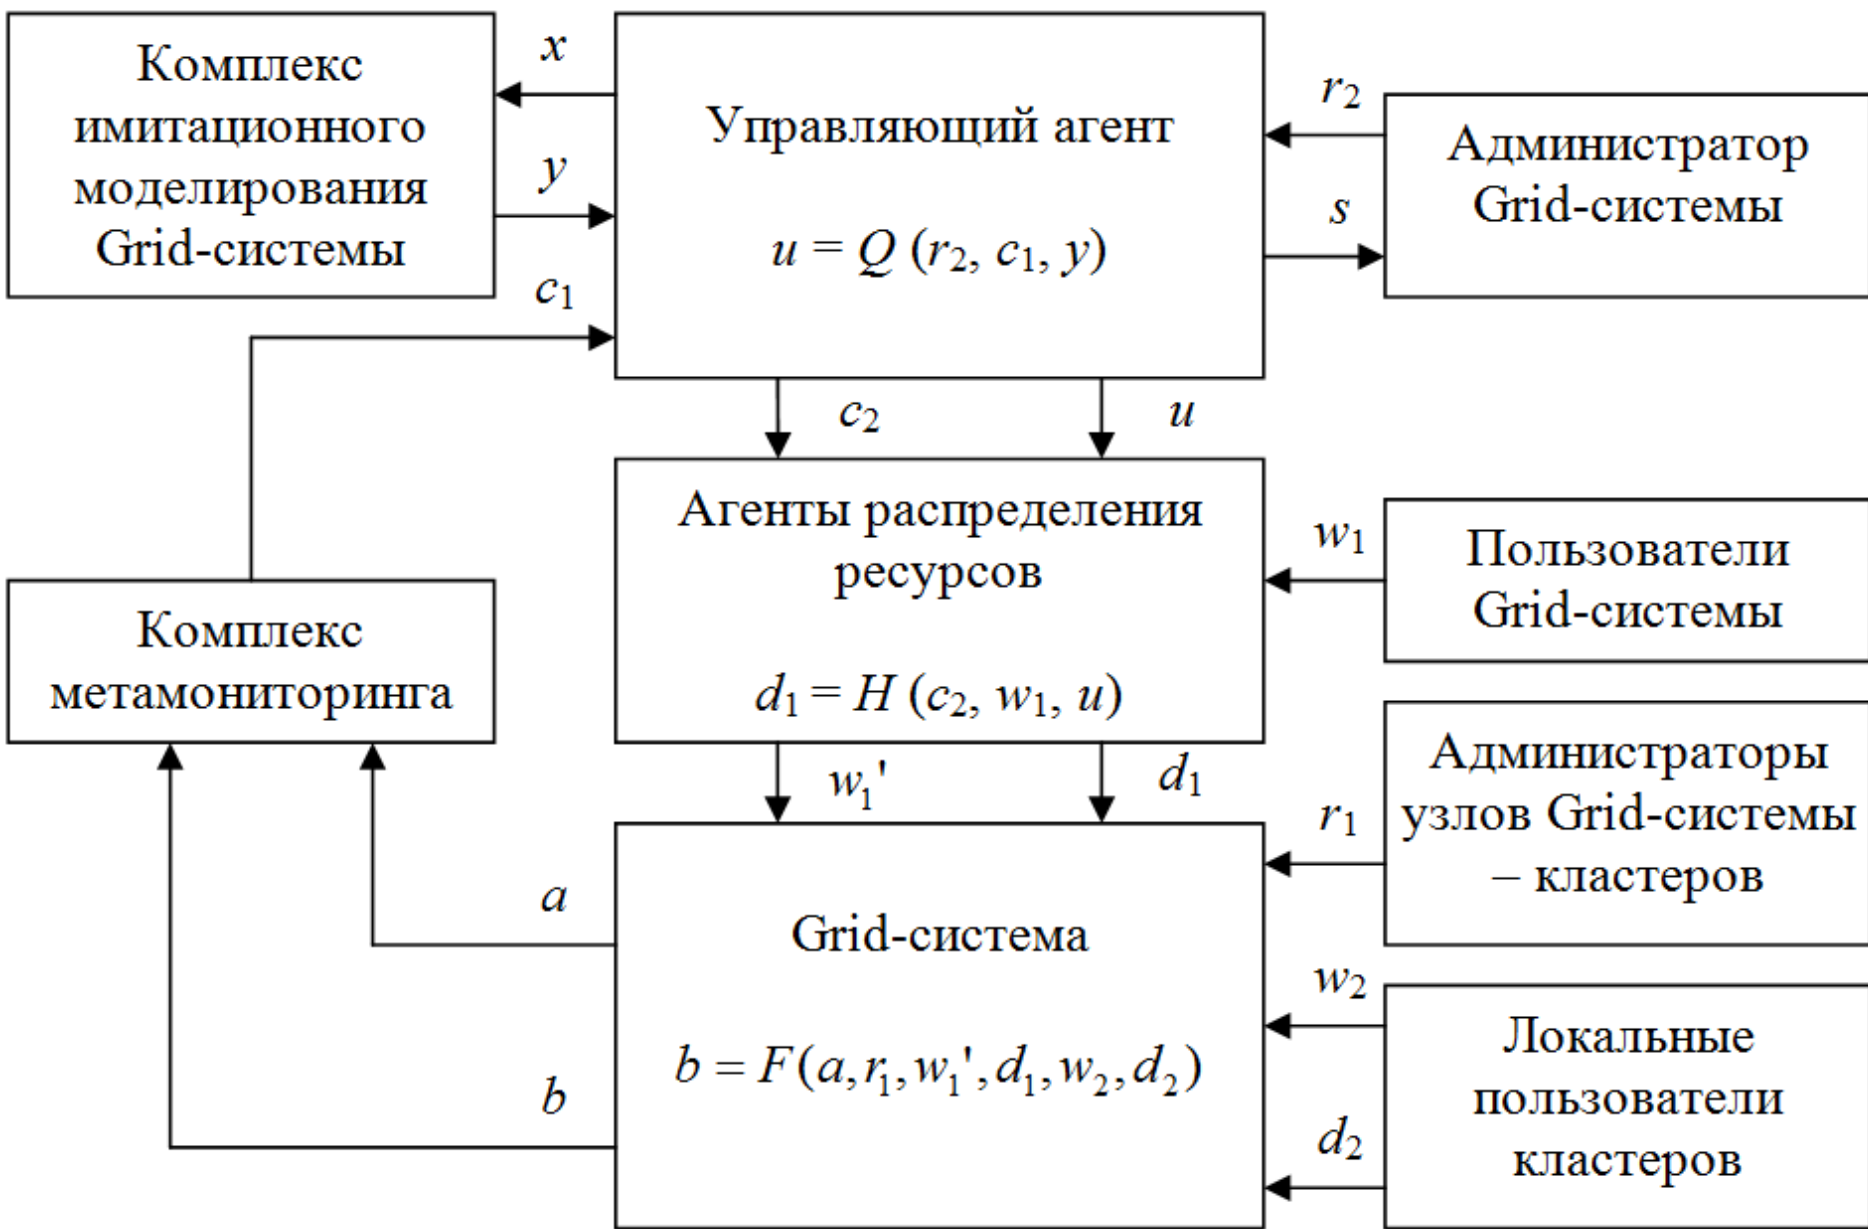 Комплекс
имитационного
моделирования
Grid-системы
x
y
c₁
Управляющий агент
u = Q (r₂, c₁, y)
r₂
s
Администратор
Grid-системы
c₂
u
Агенты распределения
ресурсов
d₁ = H (c₂, w₁, u)
w₁
Пользователи
Grid-системы
Комплекс
метамониторинга
w₁'
d₁
Администраторы
узлов Grid-системы
– кластеров
r₁
a
b
Grid-система
b = F(a, r₁, w₁', d₁, w₂, d₂)
w₂
d₂
Локальные
пользователи
кластеров